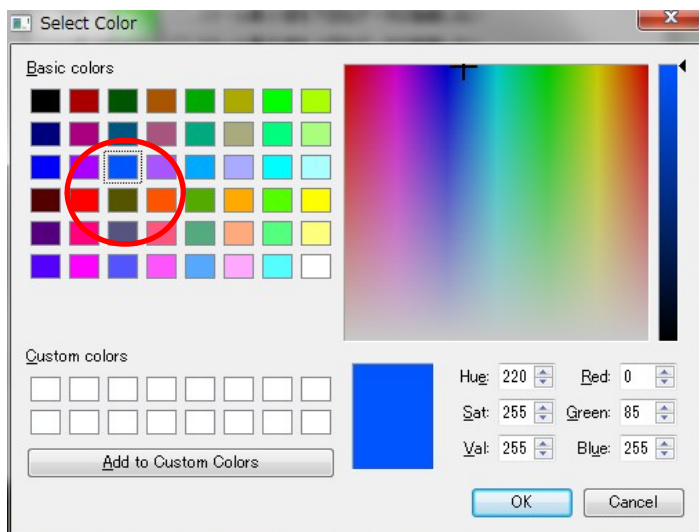 Select Color
Basic colors
Custom colors
Add to Custom Colors
Hue: 220
Red: 0
Sat: 255
Green: 85
Val: 255
Blue: 255
OK
Cancel